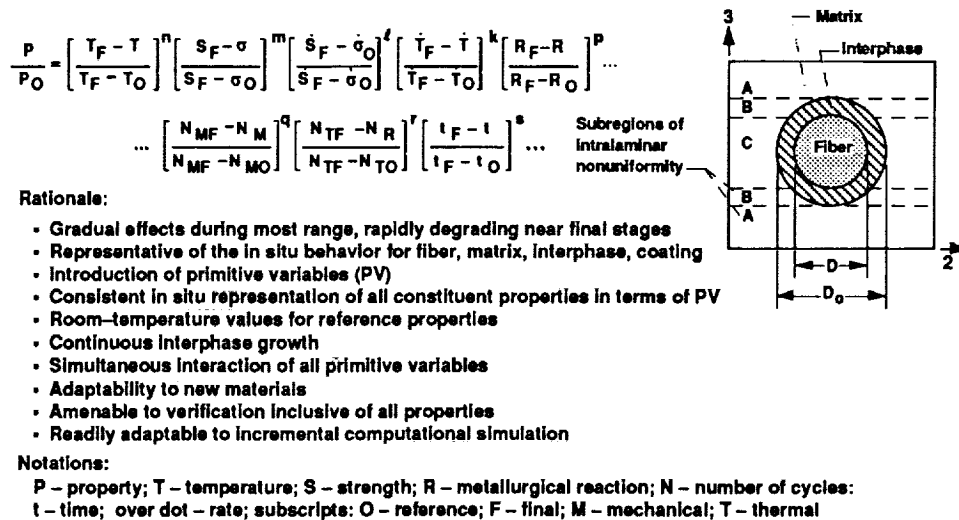 P/P_O = [T_F – T / T_F – T_O]^n [S_F – σ / S_F – σ_O]^m [Ṡ_F – σ̇_O / Ṡ_F – σ̇_O]^ℓ [Ṫ_F – Ṫ / Ṫ_F – Ṫ_O]^k [R_F – R / R_F – R_O]^p ...
... [N_MF – N_M / N_MF – N_MO]^q [N_TF – N_R / N_TF – N_TO]^r [t_F – t / t_F – t_O]^s ...
3
Matrix
Interphase
A
B
C
Fiber
B
A
2
D
D_o
Subregions of
intralaminar
nonuniformity
Rationale:
• Gradual effects during most range, rapidly degrading near final stages
• Representative of the in situ behavior for fiber, matrix, interphase, coating
• Introduction of primitive variables (PV)
• Consistent in situ representation of all constituent properties in terms of PV
• Room–temperature values for reference properties
• Continuous interphase growth
• Simultaneous interaction of all primitive variables
• Adaptability to new materials
• Amenable to verification inclusive of all properties
• Readily adaptable to incremental computational simulation
Notations:
P – property; T – temperature; S – strength; R – metallurgical reaction; N – number of cycles:
t – time; over dot – rate; subscripts: O – reference; F – final; M – mechanical; T – thermal